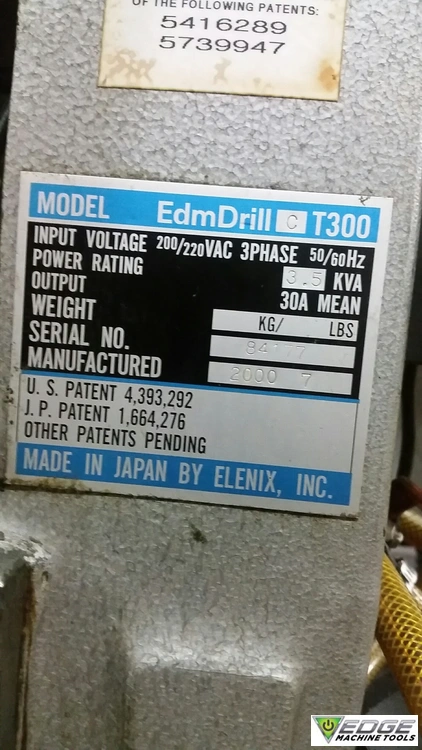 OF THE FOLLOWING PATENTS:
5416289
5739947
MODEL EdmDrill C T300
INPUT VOLTAGE 200/220VAC 3PHASE 50/60Hz
POWER RATING 3.5 KVA
OUTPUT 30A MEAN
WEIGHT KG/ LBS
SERIAL NO. 84177
MANUFACTURED 2000 7
U. S. PATENT 4,393,292
J. P. PATENT 1,664,276
OTHER PATENTS PENDING
MADE IN JAPAN BY ELENIX, INC.
EDGE
MACHINE TOOLS